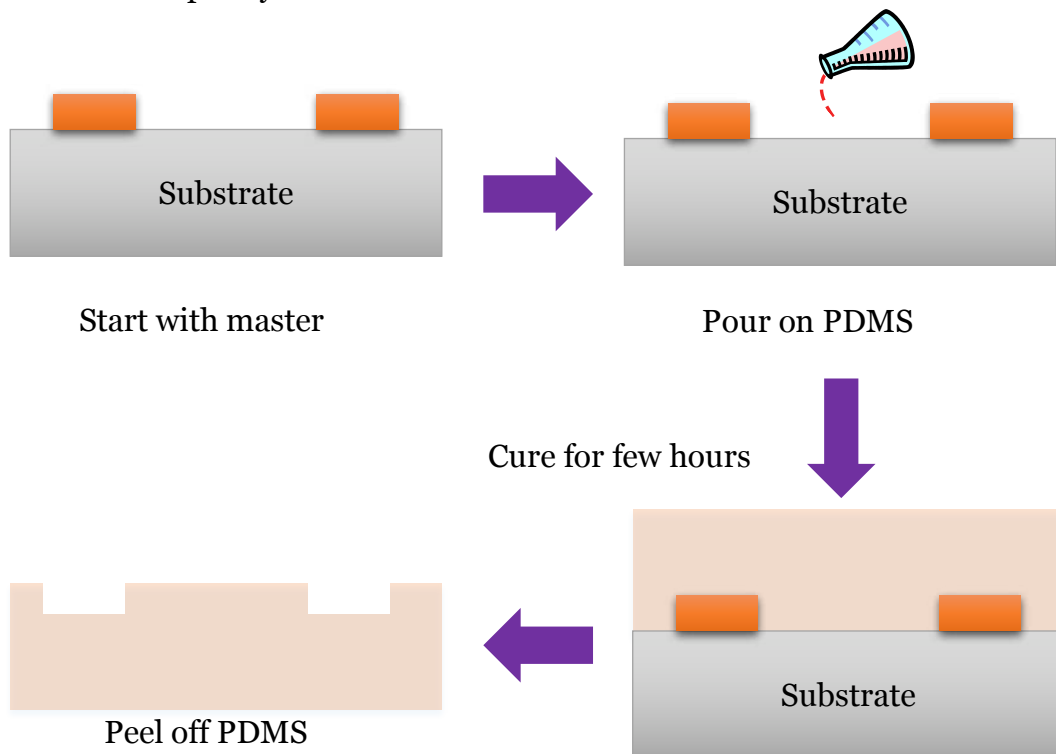 Substrate
Substrate
Start with master
Pour on PDMS
Cure for few hours
Substrate
Peel off PDMS